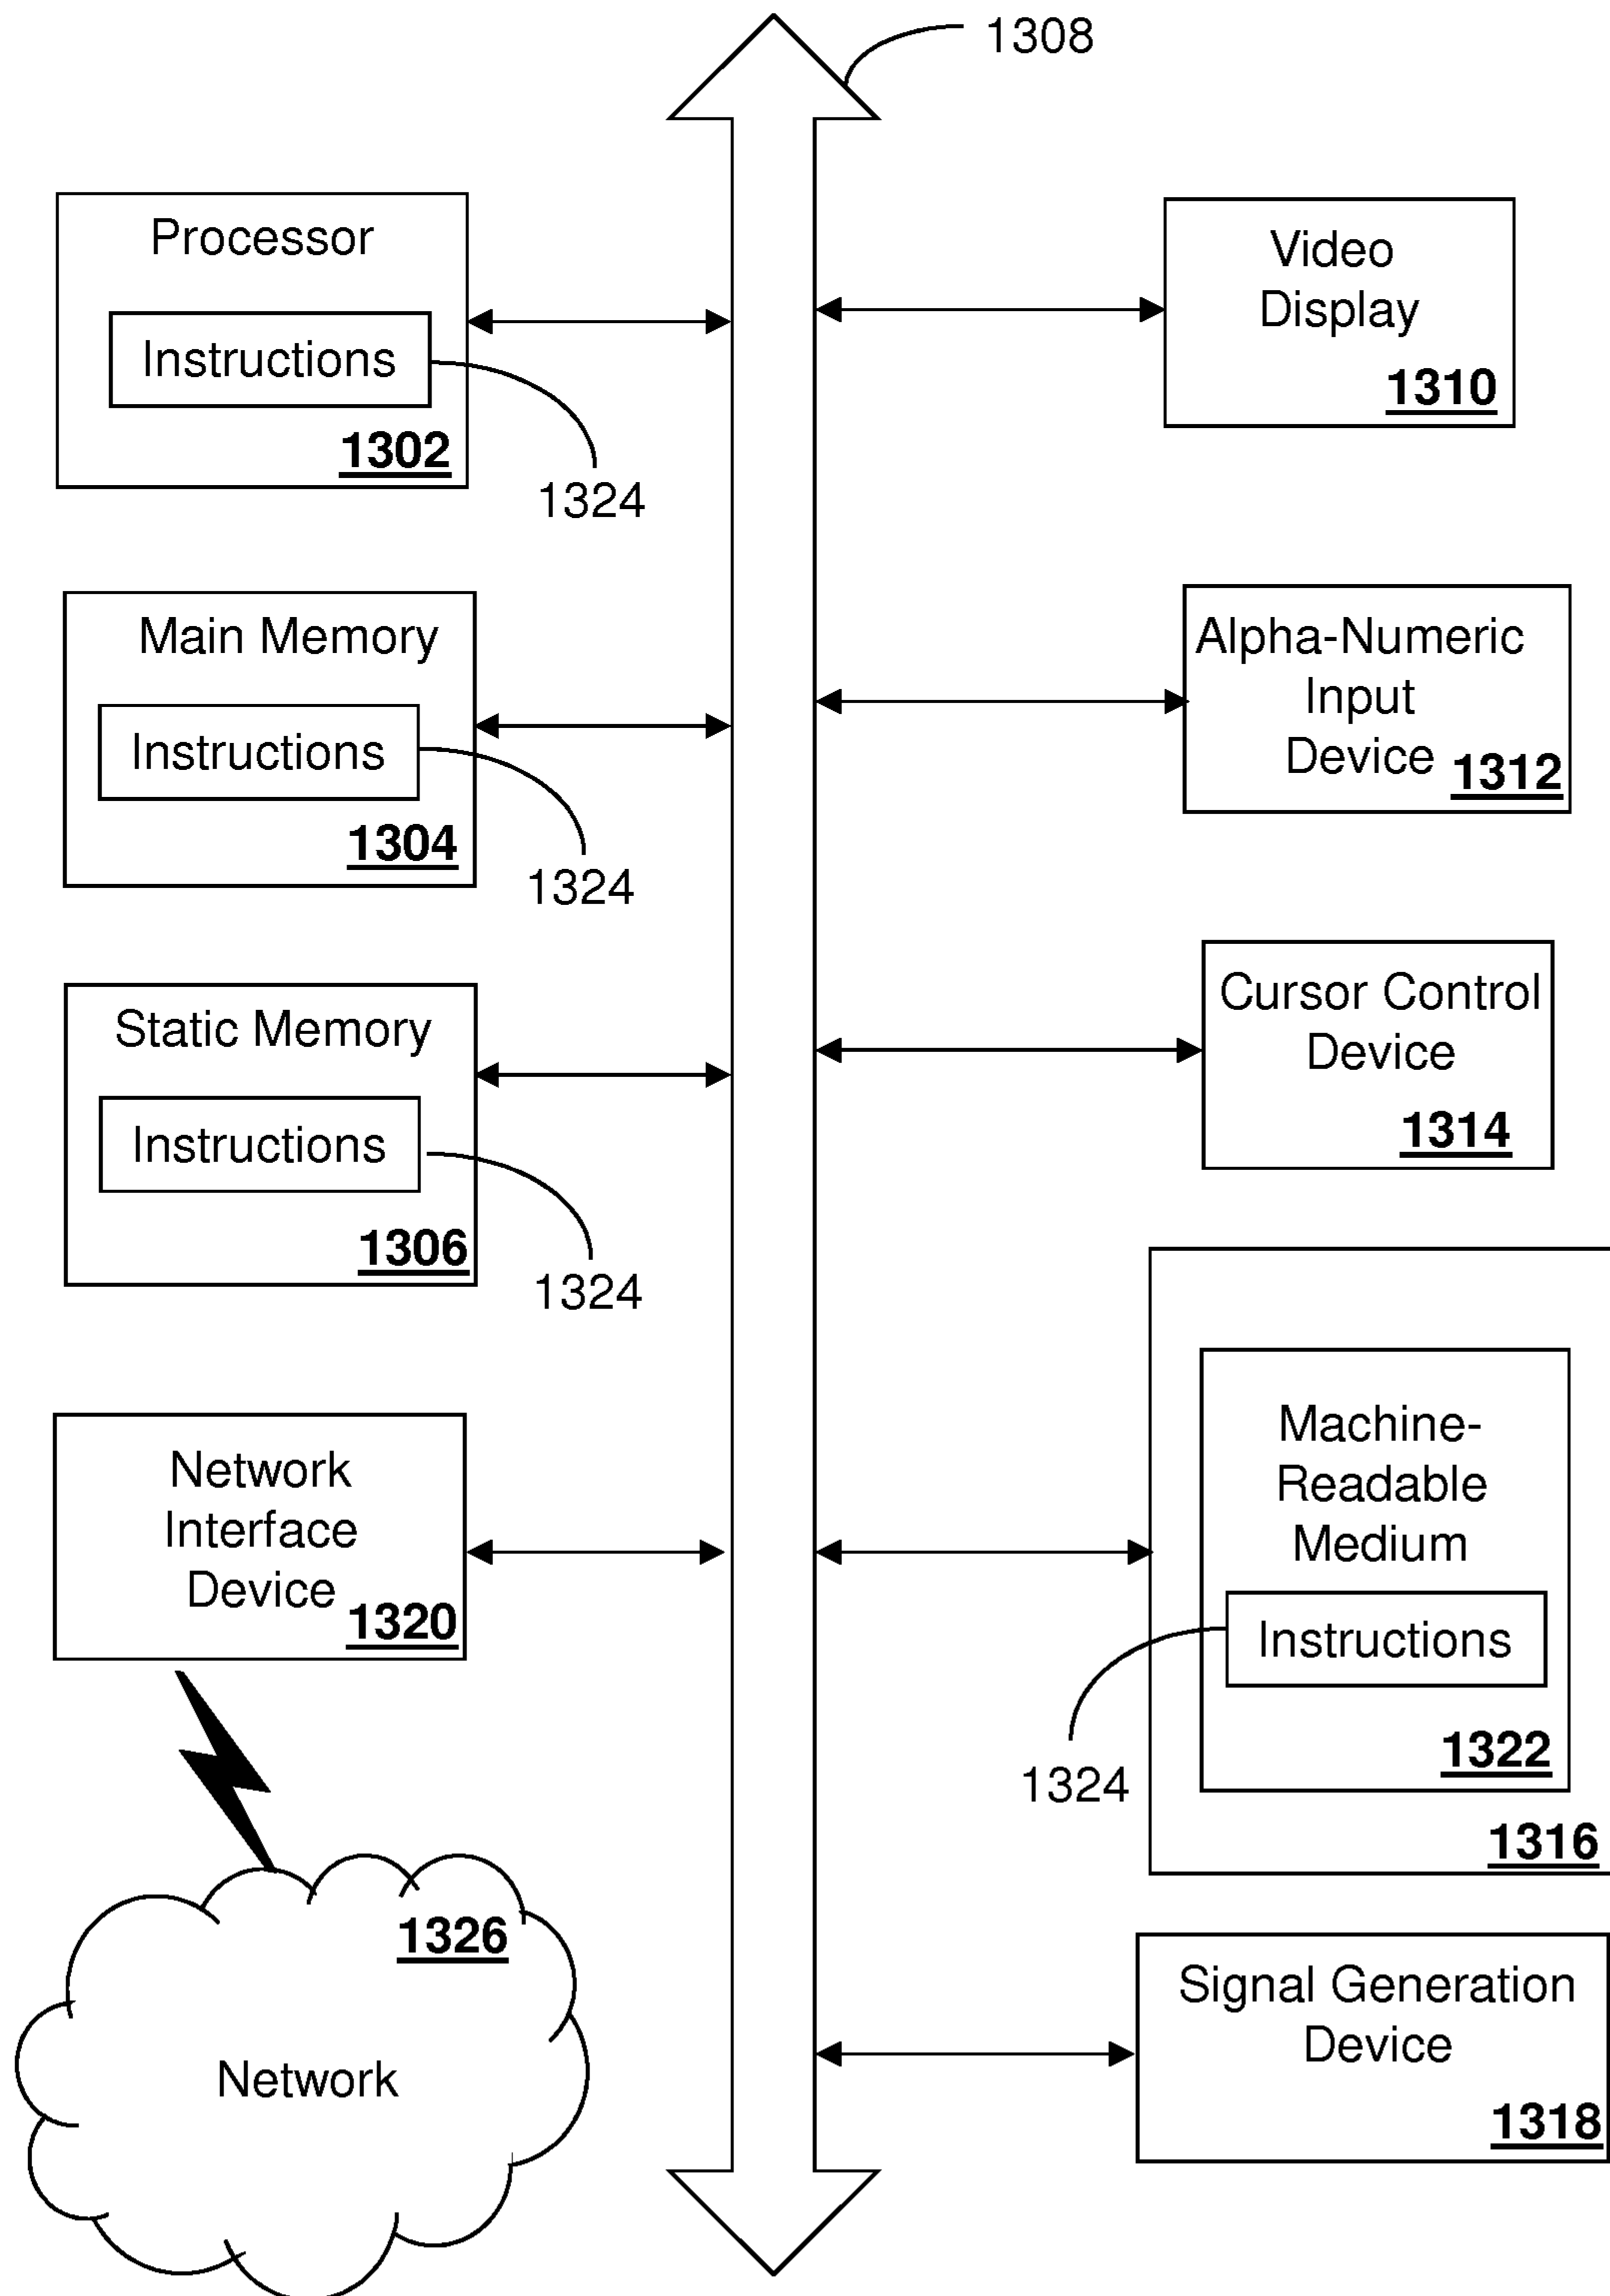 1308
Processor
Instructions
1302
1324
Main Memory
Instructions
1304
1324
Static Memory
Instructions
1306
1324
Network
Interface
Device
1320
1326
Network
Video
Display
1310
Alpha-Numeric
Input
Device
1312
Cursor Control
Device
1314
Machine-
Readable
Medium
Instructions
1322
1324
1316
Signal Generation
Device
1318